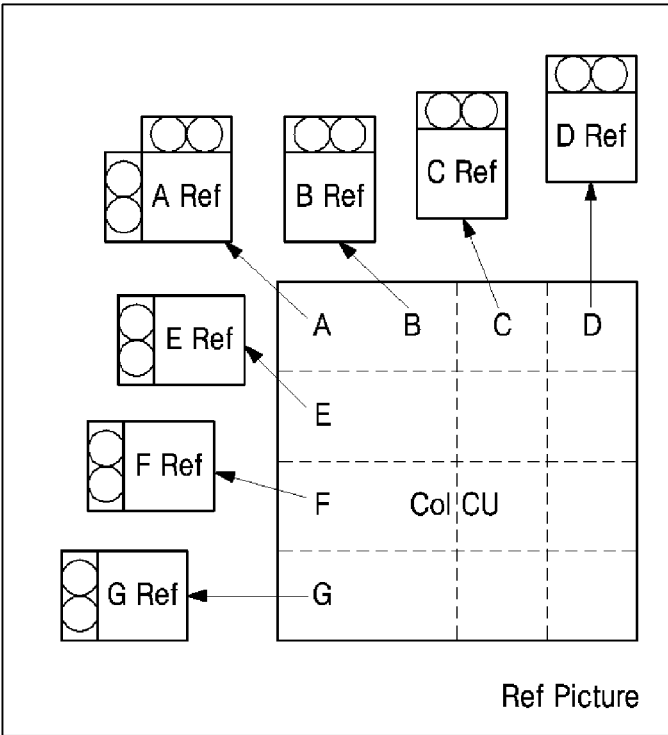 D Ref
C Ref
A Ref
B Ref
A
B
C
D
E Ref
E
F Ref
F
Col CU
G Ref
G
Ref Picture